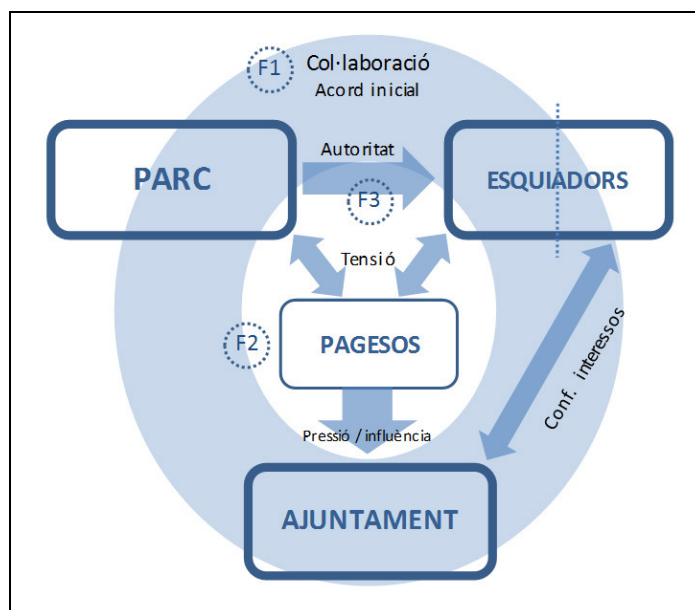 F1
Col·laboració
Acord inicial
PARC
Autoritat
ESQUIADORS
F3
Tensió
F2
PAGESOS
Conf. interessos
Pressió / influència
AJUNTAMENT